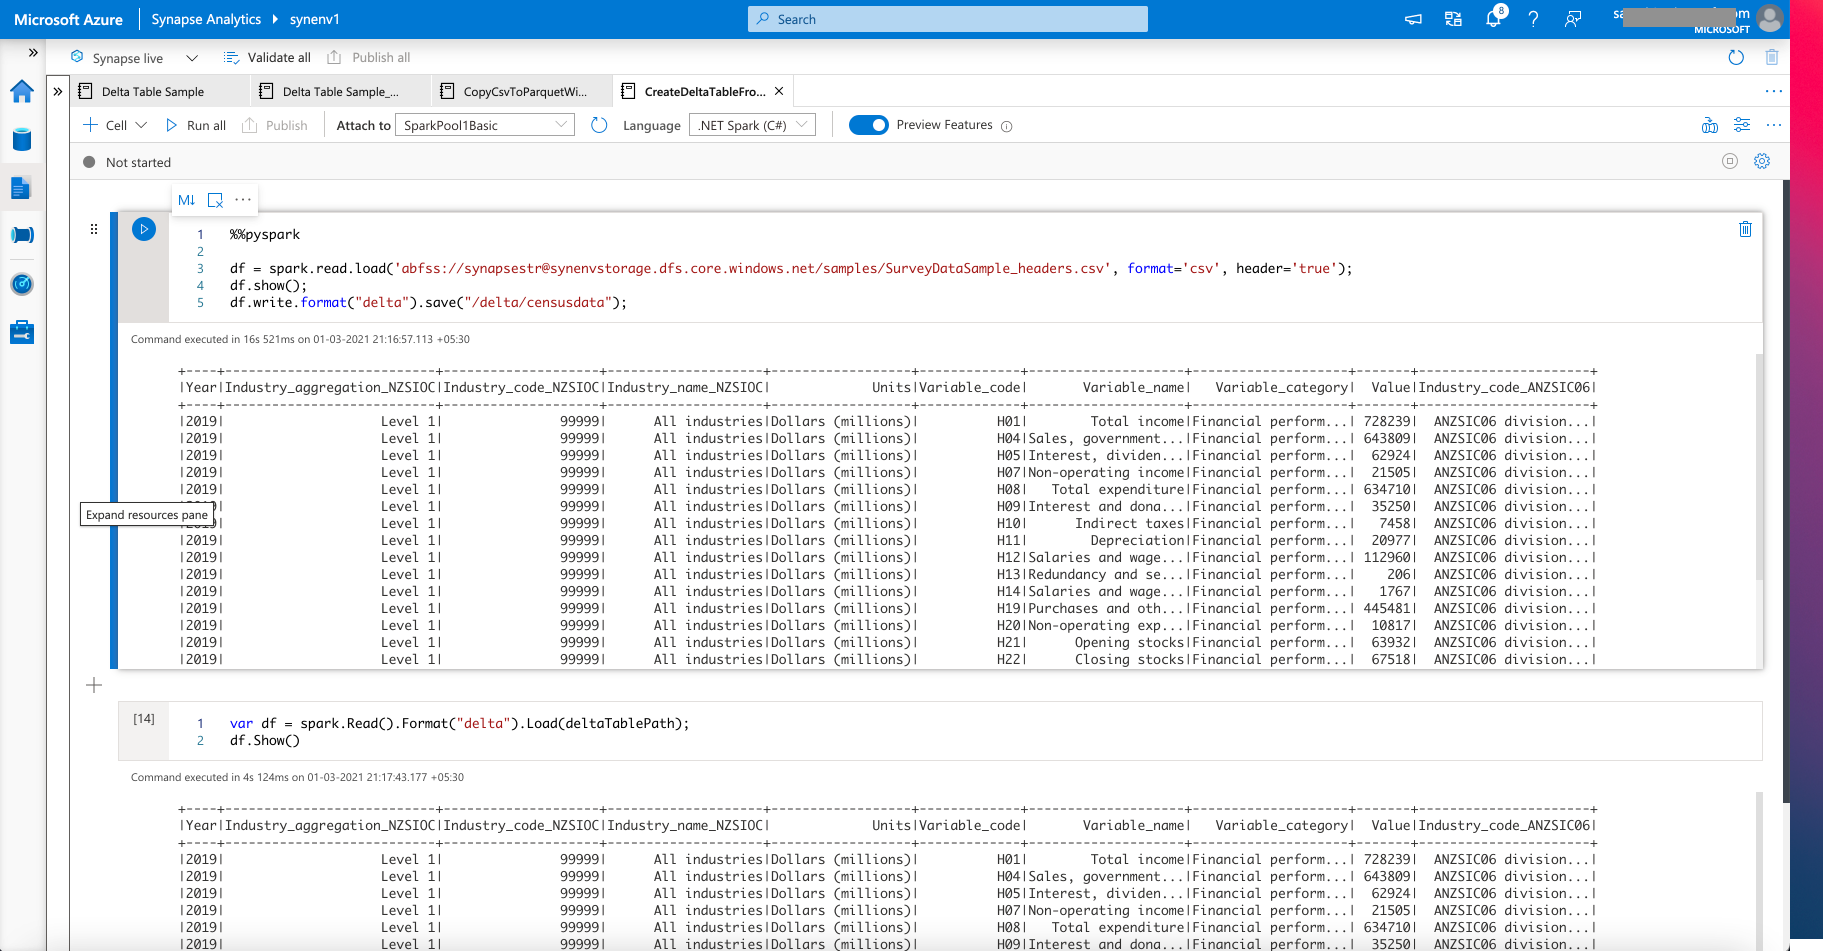 Microsoft Azure
Synapse Analytics
synenv1
Search
8
sa
om
MICROSOFT
Synapse live
Validate all
Publish all
Delta Table Sample
Delta Table Sample_...
CopyCsvToParquetWi...
CreateDeltaTableFro...
Cell
Run all
Publish
Attach to
SparkPool1Basic
Language
.NET Spark (C#)
Preview Features
Not started
M↓
1 %%pyspark
2
3 df = spark.read.load('abfss://synapsestr@synenvstorage.dfs.core.windows.net/samples/SurveyDataSample_headers.csv', format='csv', header='true');
4 df.show();
5 df.write.format("delta").save("/delta/censusdata");
Command executed in 16s 521ms on 01-03-2021 21:16:57.113 +05:30
+----+--------------------------+--------------------+--------------------+------------------+-------------+--------------------+--------------------+-------+---------------------+
|Year|Industry_aggregation_NZSIOC|Industry_code_NZSIOC|Industry_name_NZSIOC| Units|Variable_code| Variable_name| Variable_category| Value|Industry_code_ANZSIC06|
+----+--------------------------+--------------------+--------------------+------------------+-------------+--------------------+--------------------+-------+---------------------+
|2019| Level 1| 99999| All industries|Dollars (millions)| H01| Total income|Financial perform...| 728239| ANZSIC06 division...|
|2019| Level 1| 99999| All industries|Dollars (millions)| H04|Sales, government...|Financial perform...| 643809| ANZSIC06 division...|
|2019| Level 1| 99999| All industries|Dollars (millions)| H05|Interest, dividen...|Financial perform...| 62924| ANZSIC06 division...|
|2019| Level 1| 99999| All industries|Dollars (millions)| H07|Non-operating income|Financial perform...| 21505| ANZSIC06 division...|
|2019| Level 1| 99999| All industries|Dollars (millions)| H08| Total expenditure|Financial perform...| 634710| ANZSIC06 division...|
Level 1| 99999| All industries|Dollars (millions)| H09|Interest and dona...|Financial perform...| 35250| ANZSIC06 division...|
Expand resources pane
Level 1| 99999| All industries|Dollars (millions)| H10| Indirect taxes|Financial perform...| 7458| ANZSIC06 division...|
|2019| Level 1| 99999| All industries|Dollars (millions)| H11| Depreciation|Financial perform...| 20977| ANZSIC06 division...|
|2019| Level 1| 99999| All industries|Dollars (millions)| H12|Salaries and wage...|Financial perform...| 112960| ANZSIC06 division...|
|2019| Level 1| 99999| All industries|Dollars (millions)| H13|Redundancy and se...|Financial perform...| 206| ANZSIC06 division...|
|2019| Level 1| 99999| All industries|Dollars (millions)| H14|Salaries and wage...|Financial perform...| 1767| ANZSIC06 division...|
|2019| Level 1| 99999| All industries|Dollars (millions)| H19|Purchases and oth...|Financial perform...| 445481| ANZSIC06 division...|
|2019| Level 1| 99999| All industries|Dollars (millions)| H20|Non-operating exp...|Financial perform...| 10817| ANZSIC06 division...|
|2019| Level 1| 99999| All industries|Dollars (millions)| H21| Opening stocks|Financial perform...| 63932| ANZSIC06 division...|
|2019| Level 1| 99999| All industries|Dollars (millions)| H22| Closing stocks|Financial perform...| 67518| ANZSIC06 division...|
[14]
1 var df = spark.Read().Format("delta").Load(deltaTablePath);
2 df.Show()
Command executed in 4s 124ms on 01-03-2021 21:17:43.177 +05:30
+----+--------------------------+--------------------+--------------------+------------------+-------------+--------------------+--------------------+-------+---------------------+
|Year|Industry_aggregation_NZSIOC|Industry_code_NZSIOC|Industry_name_NZSIOC| Units|Variable_code| Variable_name| Variable_category| Value|Industry_code_ANZSIC06|
+----+--------------------------+--------------------+--------------------+------------------+-------------+--------------------+--------------------+-------+---------------------+
|2019| Level 1| 99999| All industries|Dollars (millions)| H01| Total income|Financial perform...| 728239| ANZSIC06 division...|
|2019| Level 1| 99999| All industries|Dollars (millions)| H04|Sales, government...|Financial perform...| 643809| ANZSIC06 division...|
|2019| Level 1| 99999| All industries|Dollars (millions)| H05|Interest, dividen...|Financial perform...| 62924| ANZSIC06 division...|
|2019| Level 1| 99999| All industries|Dollars (millions)| H07|Non-operating income|Financial perform...| 21505| ANZSIC06 division...|
|2019| Level 1| 99999| All industries|Dollars (millions)| H08| Total expenditure|Financial perform...| 634710| ANZSIC06 division...|
|2019| Level 1| 99999| All industries|Dollars (millions)| H09|Interest and dona...|Financial perform...| 35250| ANZSIC06 division...|